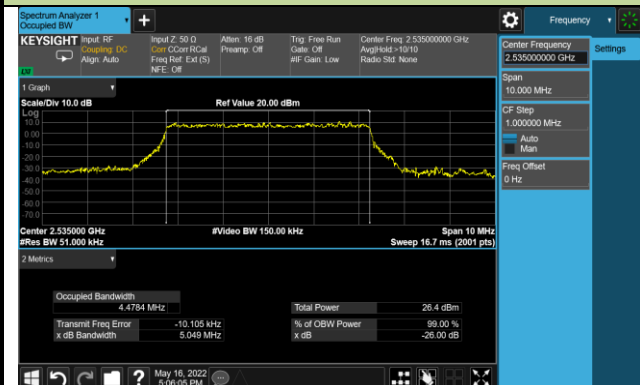 Spectrum Analyzer 1
Occupied BW
+
Frequency
KEYSIGHT
Input: RF
Coupling: DC
Align: Auto
Input Z: 50 Ω
Corr CCorr RCal
Freq Ref: Ext (S)
NFE: Off
Atten: 16 dB
Preamp: Off
Trig: Free Run
Gate: Off
#IF Gain: Low
Center Freq: 2.535000000 GHz
Avg|Hold:>10/10
Radio Std: None
Center Frequency
2.535000000 GHz
Settings
Span
10.000 MHz
CF Step
1.000000 MHz
Auto
Man
Freq Offset
0 Hz
1 Graph
Scale/Div 10.0 dB
Ref Value 20.00 dBm
Log
10.0
0.00
-10.0
-20.0
-30.0
-40.0
-50.0
-60.0
-70.0
Center 2.535000 GHz
#Video BW 150.00 kHz
Span 10 MHz
#Res BW 51.000 kHz
Sweep 16.7 ms (2001 pts)
2 Metrics
Occupied Bandwidth
4.4784 MHz
Total Power
26.4 dBm
Transmit Freq Error
-10.105 kHz
% of OBW Power
99.00 %
x dB Bandwidth
5.049 MHz
x dB
-26.00 dB
?
May 16, 2022
5:06:05 PM